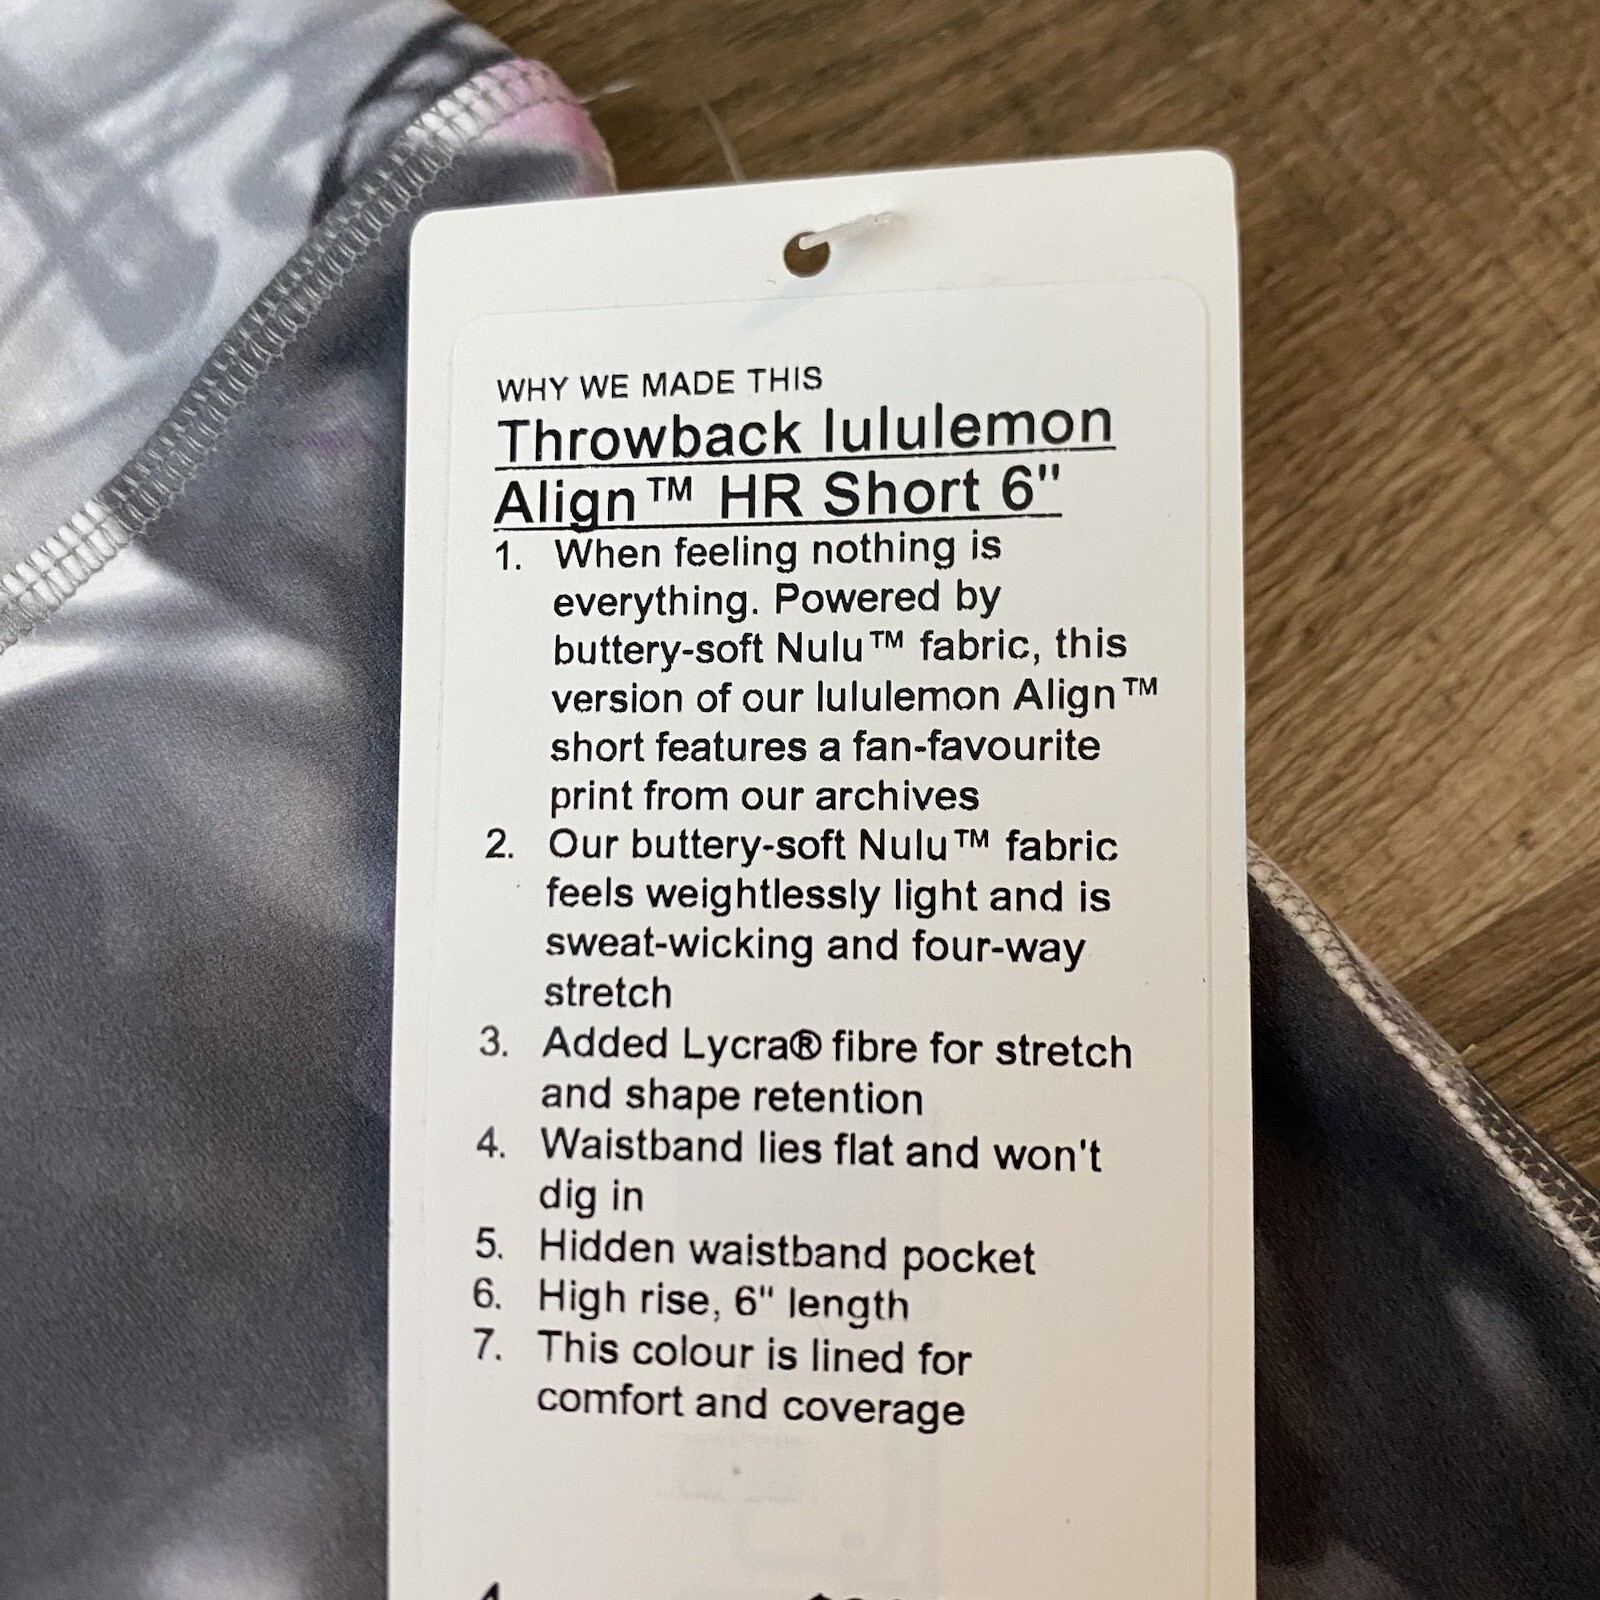 WHY WE MADE THIS
Throwback lululemon
Align™ HR Short 6"
1. When feeling nothing is
everything. Powered by
buttery-soft Nulu™ fabric, this
version of our lululemon Align™
short features a fan-favourite
print from our archives
2. Our buttery-soft Nulu™ fabric
feels weightlessly light and is
sweat-wicking and four-way
stretch
3. Added Lycra® fibre for stretch
and shape retention
4. Waistband lies flat and won't
dig in
5. Hidden waistband pocket
6. High rise, 6" length
7. This colour is lined for
comfort and coverage